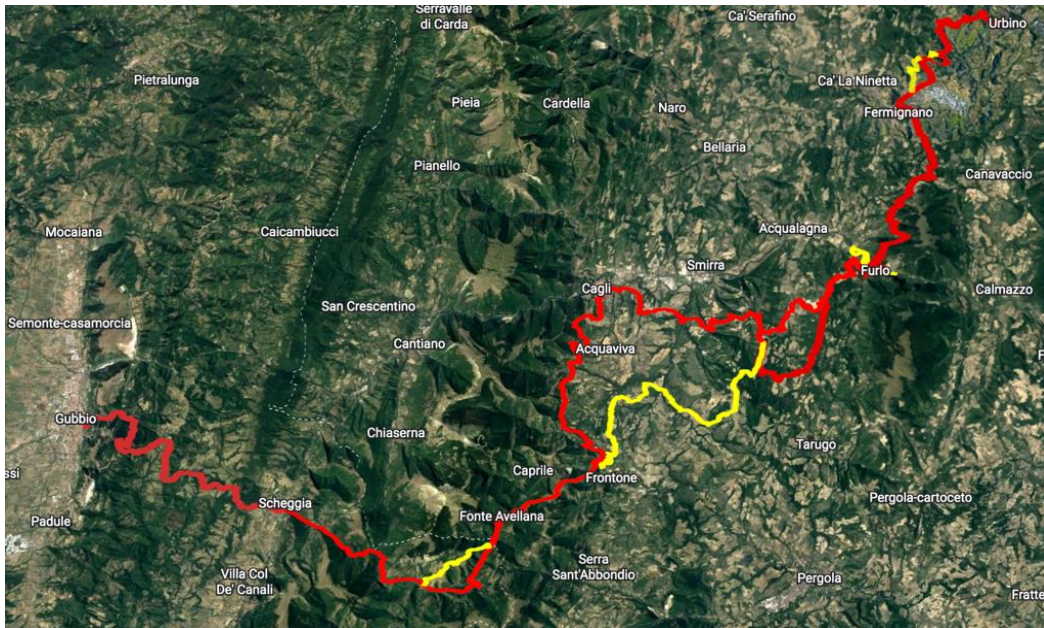 Serravalle
di Carda
Ca' Serafino
Urbino
Pietralunga
Ca' La Ninetta
Pieia
Cardella
Naro
Fermignano
Bellaria
Pianello
Canavaccio
Mocaiana
Caicambiucci
Acqualagna
Smirra
Furlo
Cagli
Calmazzo
San Crescentino
Semonte-casamorcia
Cantiano
Acquaviva
F
Gubbio
Chiaserna
Tarugo
ssi
Caprile
Frontone
Scheggia
Pergola-cartoceto
Padule
Fonte Avellana
Serra
Sant'Abbondio
Villa Col
De' Canali
Pergola
Fratte